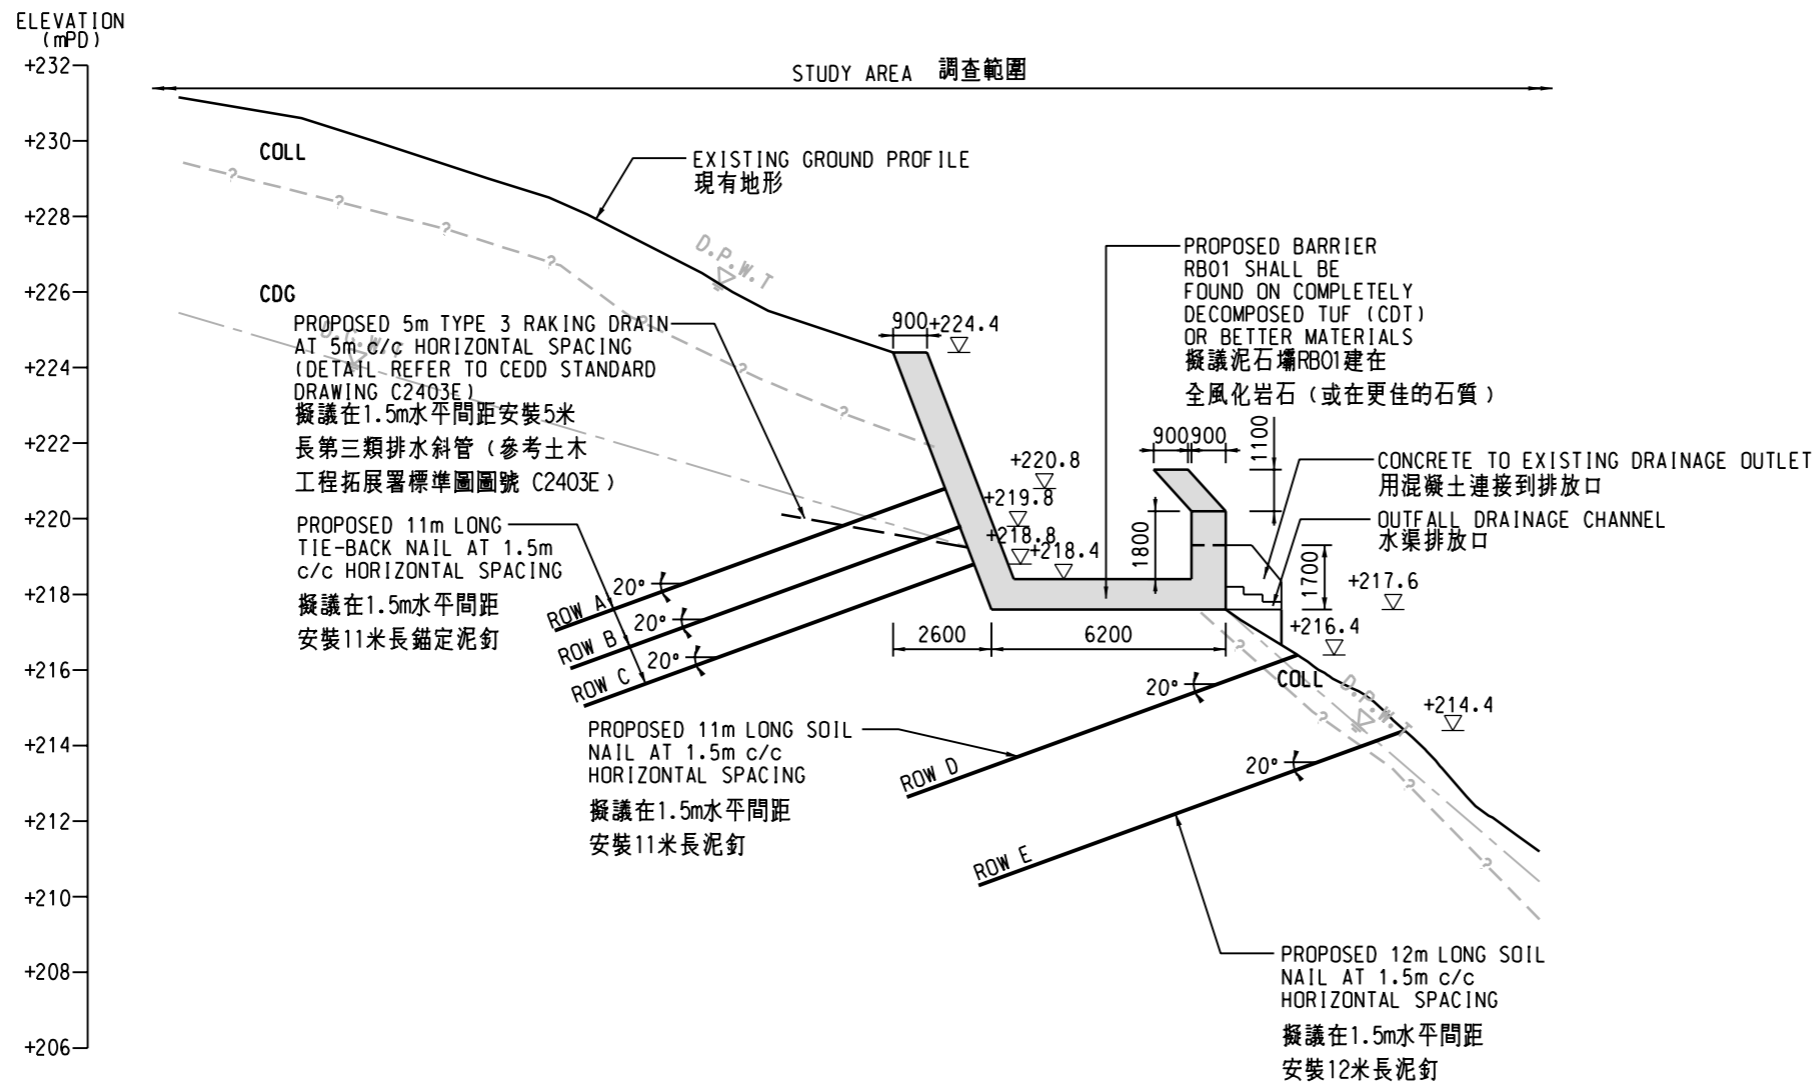 ELEVATION
(mPD)
+232
+230
+228
+226
+224
+222
+220
+218
+216
+214
+212
+210
+208
+206
STUDY AREA 調查範圍
COLL
EXISTING GROUND PROFILE
現有地形
D.P.W.T
CDG
PROPOSED 5m TYPE 3 RAKING DRAIN
AT 5m c/c HORIZONTAL SPACING
(DETAIL REFER TO CEDD STANDARD
DRAWING C2403E)
擬議在1.5m水平間距安裝5米
長第三類排水斜管(參考土木
工程拓展署標準圖圖號 C2403E)
PROPOSED 11m LONG
TIE-BACK NAIL AT 1.5m
c/c HORIZONTAL SPACING
擬議在1.5m水平間距
安裝11米長錨定泥釘
900
+224.4
PROPOSED BARRIER
RB01 SHALL BE
FOUND ON COMPLETELY
DECOMPOSED TUF (CDT)
OR BETTER MATERIALS
擬議泥石壩RB01建在
全風化岩石(或在更佳的石質)
900
900
1100
1800
1700
+220.8
+219.8
+218.8
+218.4
CONCRETE TO EXISTING DRAINAGE OUTLET
用混凝土連接到排放口
OUTFALL DRAINAGE CHANNEL
水渠排放口
+217.6
+216.4
2600
6200
ROW A
20°
ROW B
20°
ROW C
20°
COLL
D.P.W.T
+214.4
PROPOSED 11m LONG SOIL
NAIL AT 1.5m c/c
HORIZONTAL SPACING
擬議在1.5m水平間距
安裝11米長泥釘
ROW D
20°
ROW E
20°
PROPOSED 12m LONG SOIL
NAIL AT 1.5m c/c
HORIZONTAL SPACING
擬議在1.5m水平間距
安裝12米長泥釘